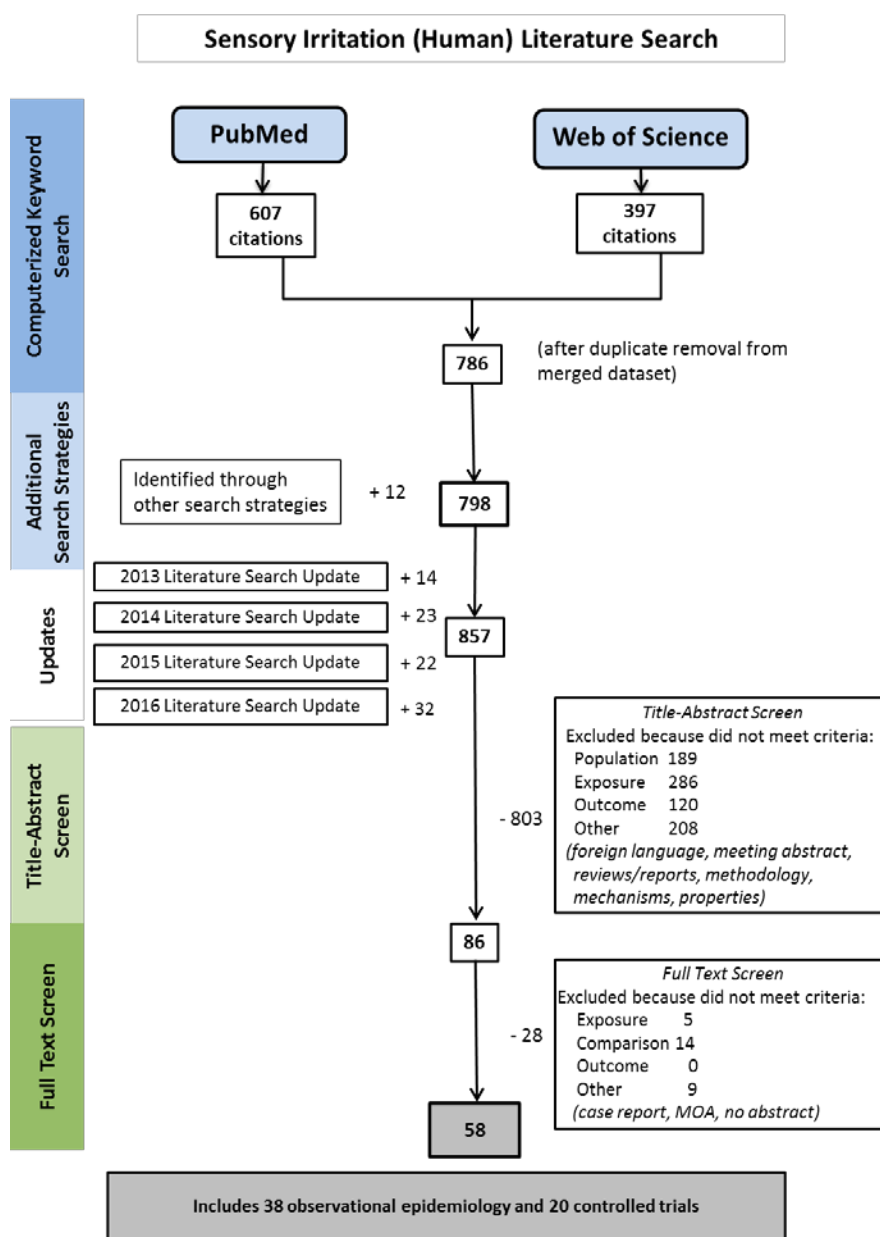 Sensory Irritation (Human) Literature Search
Computerized Keyword
Search
PubMed
Web of Science
607
citations
397
citations
786
(after duplicate removal from
merged dataset)
Additional
Search Strategies
Identified through
other search strategies
+ 12
798
Updates
2013 Literature Search Update
+ 14
2014 Literature Search Update
+ 23
857
2015 Literature Search Update
+ 22
2016 Literature Search Update
+ 32
Title-Abstract
Screen
- 803
Title-Abstract Screen
Excluded because did not meet criteria:
Population 189
Exposure 286
Outcome 120
Other 208
(foreign language, meeting abstract,
reviews/reports, methodology,
mechanisms, properties)
86
Full Text Screen
- 28
Full Text Screen
Excluded because did not meet criteria:
Exposure 5
Comparison 14
Outcome 0
Other 9
(case report, MOA, no abstract)
58
Includes 38 observational epidemiology and 20 controlled trials